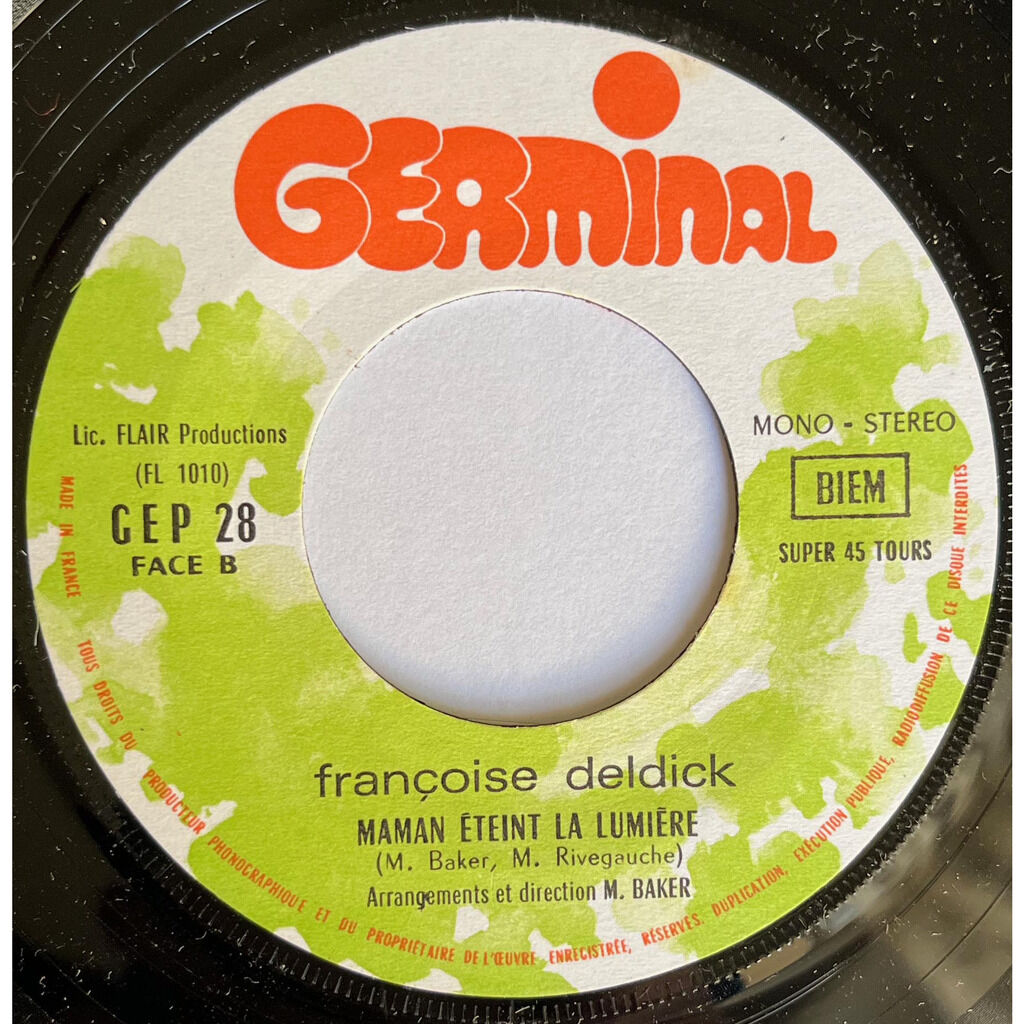 GERMINAL
Lic. FLAIR Productions
(FL 1010)
GEP 28
FACE B
MONO - STEREO
BIEM
SUPER 45 TOURS
françoise deldick
MAMAN ÉTEINT LA LUMIÈRE
(M. Baker, M. Rivegauche)
Arrangements et direction M. BAKER
MADE IN FRANCE TOUS DROITS DU PRODUCTEUR PHONOGRAPHIQUE ET DU PROPRIÉTAIRE DE L'ŒUVRE ENREGISTRÉE, RÉSERVÉS. DUPLICATION, EXÉCUTION PUBLIQUE, RADIODIFFUSION DE CE DISQUE INTERDITES